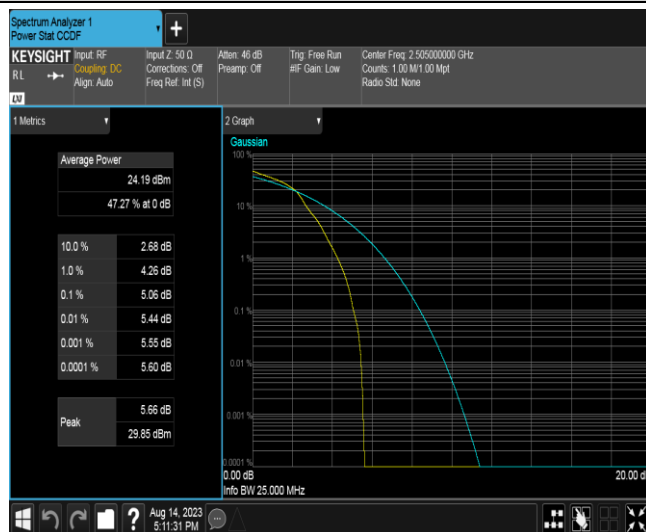 Spectrum Analyzer 1
Power Stat CCDF
+
KEYSIGHT
RL
LXI
Input: RF
Coupling: DC
Align: Auto
Input Z: 50 Ω
Corrections: Off
Freq Ref: Int (S)
Atten: 46 dB
Preamp: Off
Trig: Free Run
#IF Gain: Low
Center Freq: 2.505000000 GHz
Counts: 1.00 M/1.00 Mpt
Radio Std: None
1 Metrics
Average Power
24.19 dBm
47.27 % at 0 dB
10.0 % 2.68 dB
1.0 % 4.26 dB
0.1 % 5.06 dB
0.01 % 5.44 dB
0.001 % 5.55 dB
0.0001 % 5.60 dB
Peak
5.66 dB
29.85 dBm
2 Graph
Gaussian
100 %
10 %
1 %
0.1 %
0.01 %
0.001 %
0.0001 %
0.00 dB
20.00 d
Info BW 25.000 MHz
?
Aug 14, 2023
5:11:31 PM